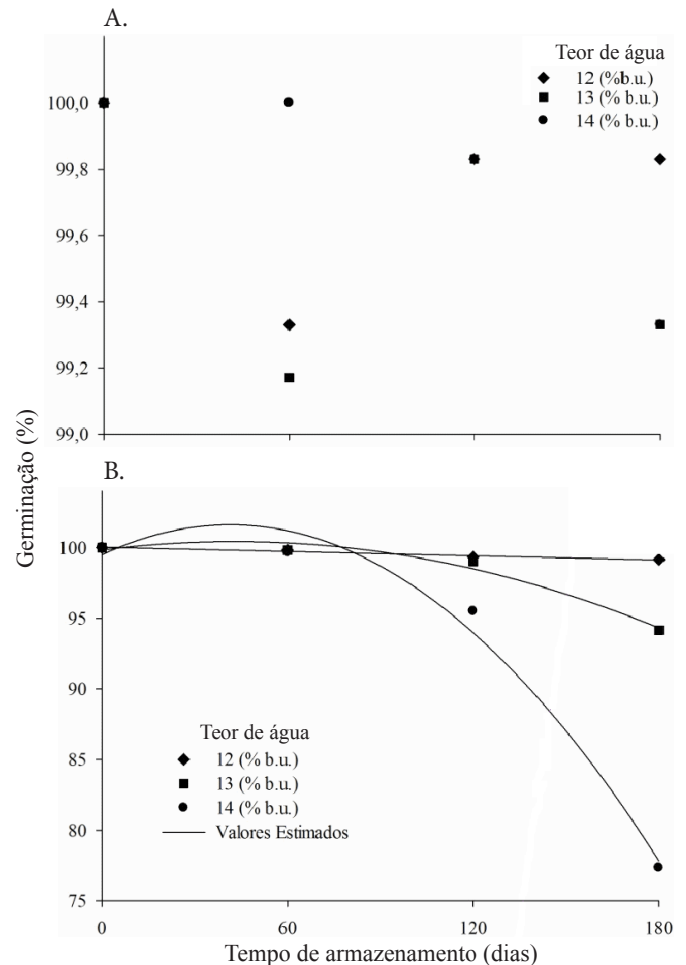 A.
Teor de água
12 (%b.u.)
13 (% b.u.)
14 (% b.u.)
100,0
99,8
99,6
99,4
99,2
99,0
Germinação (%)
B.
100
95
90
85
80
75
Teor de água
12 (% b.u.)
13 (% b.u.)
14 (% b.u.)
Valores Estimados
0
60
120
180
Tempo de armazenamento (dias)